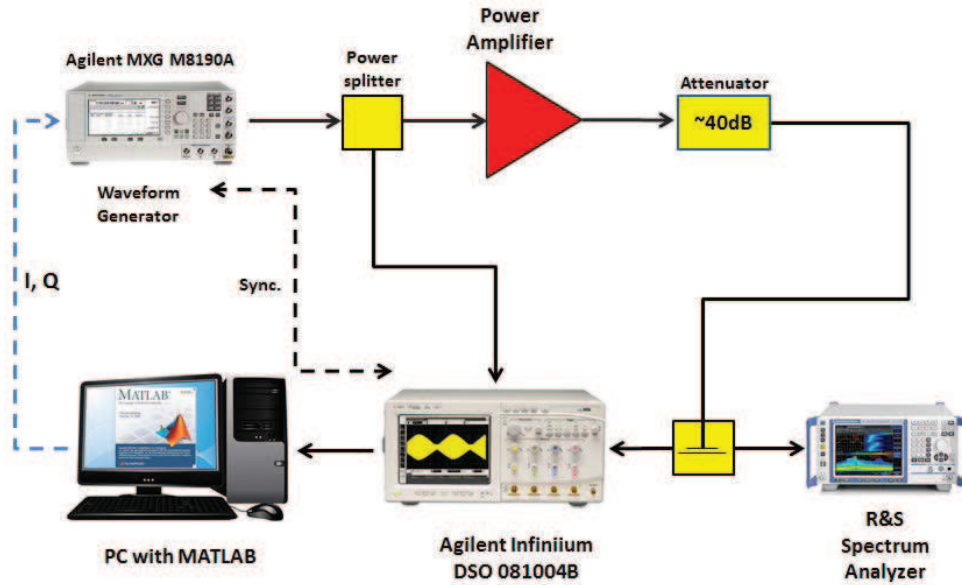 Power
Amplifier
Agilent MXG M8190A
Power
splitter
Attenuator
~40dB
Waveform
Generator
I, Q
Sync.
MATLAB
PC with MATLAB
Agilent Infiniium
DSO 081004B
R&S
Spectrum
Analyzer